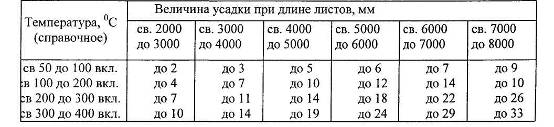 Температура, ⁰С (справочное) Величина усадки при длине листов, мм
св. 2000 до 3000 св. 3000 до 4000 св. 4000 до 5000 св. 5000 до 6000 св. 6000 до 7000 св. 7000 до 8000
св 50 до 100 вкл. до 2 до 3 до 5 до 6 до 7 до 9
св 100 до 200 вкл. до 4 до 7 до 10 до 12 до 14 до 10
св 200 до 300 вкл. до 7 до 11 до 14 до 18 до 22 до 26
св 300 до 400 вкл. до 10 до 14 до 19 до 24 до 29 до 33